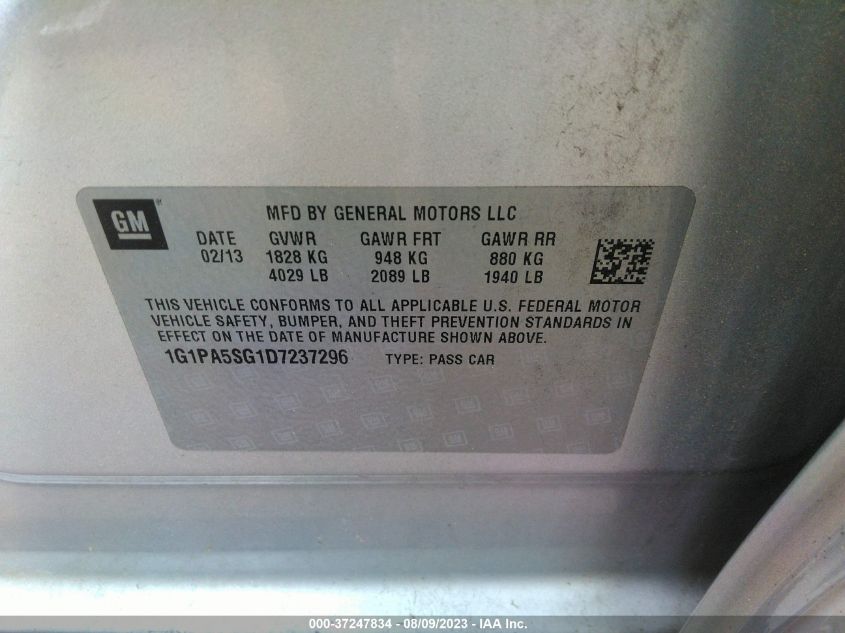 GM
MFD BY GENERAL MOTORS LLC
DATE GVWR GAWR FRT GAWR RR
02/13 1828 KG 948 KG 880 KG
4029 LB 2089 LB 1940 LB
THIS VEHICLE CONFORMS TO ALL APPLICABLE U.S. FEDERAL MOTOR
VEHICLE SAFETY, BUMPER, AND THEFT PREVENTION STANDARDS IN
EFFECT ON THE DATE OF MANUFACTURE SHOWN ABOVE.
1G1PA5SG1D7237296 TYPE: PASS CAR
000-37247834 - 08/09/2023 - IAA Inc.